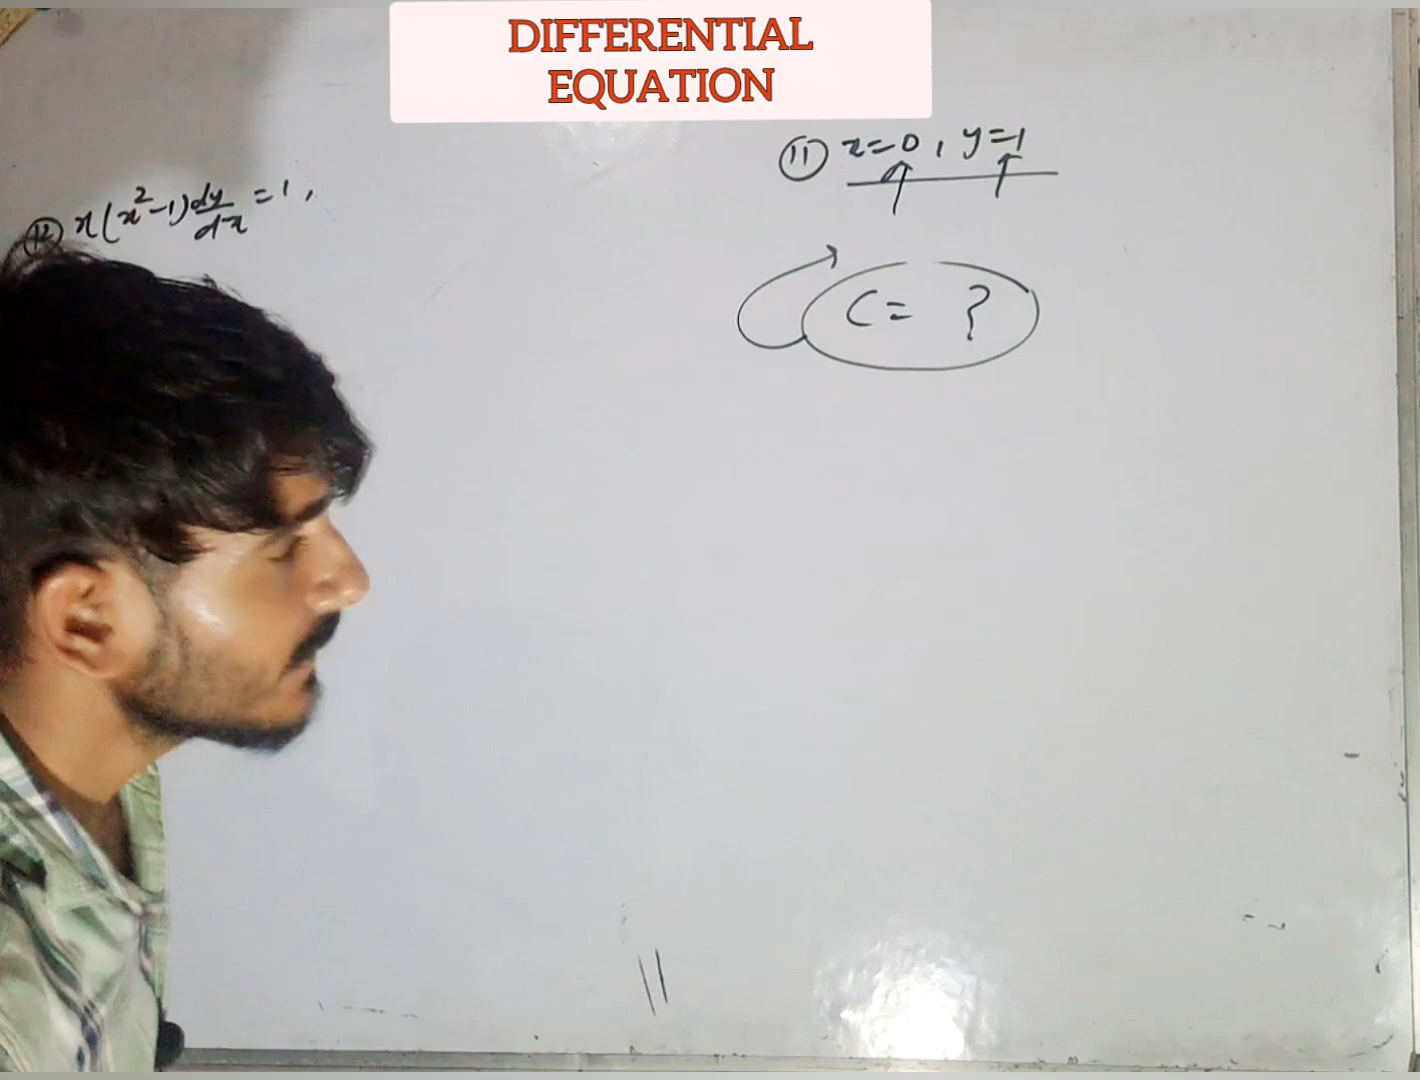 DIFFERENTIAL
EQUATION
⑪ x=0, y=1
⑫ x(x²-1)dy/dx=1,
C= ?